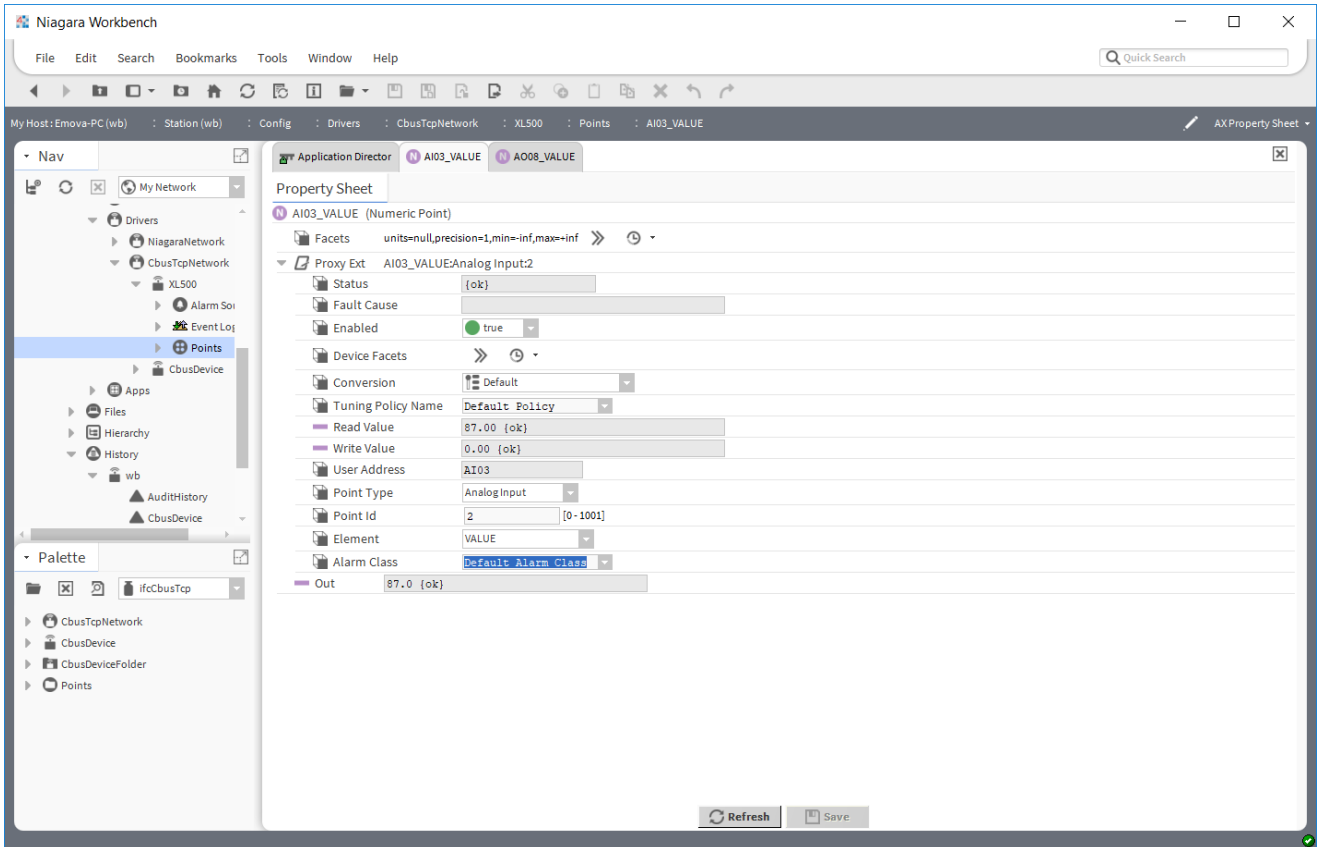 Niagara Workbench
File Edit Search Bookmarks Tools Window Help
Quick Search
My Host : Emova-PC (wb) : Station (wb) : Config : Drivers : CbusTcpNetwork : XL500 : Points : AI03_VALUE
AX Property Sheet
Nav
My Network
Drivers
NiagaraNetwork
CbusTcpNetwork
XL500
Alarm Sou
Event Log
Points
CbusDevice
Apps
Files
Hierarchy
History
wb
AuditHistory
CbusDevice
Palette
ifcCbusTcp
CbusTcpNetwork
CbusDevice
CbusDeviceFolder
Points
Application Director N AI03_VALUE N AO08_VALUE
Property Sheet
N AI03_VALUE (Numeric Point)
Facets units=null,precision=1,min=-inf,max=+inf
Proxy Ext AI03_VALUE:Analog Input:2
Status {ok}
Fault Cause
Enabled true
Device Facets
Conversion Default
Tuning Policy Name Default Policy
Read Value 87.00 {ok}
Write Value 0.00 {ok}
User Address AI03
Point Type Analog Input
Point Id 2 [0 - 1001]
Element VALUE
Alarm Class Default Alarm Class
Out 87.0 {ok}
Refresh Save